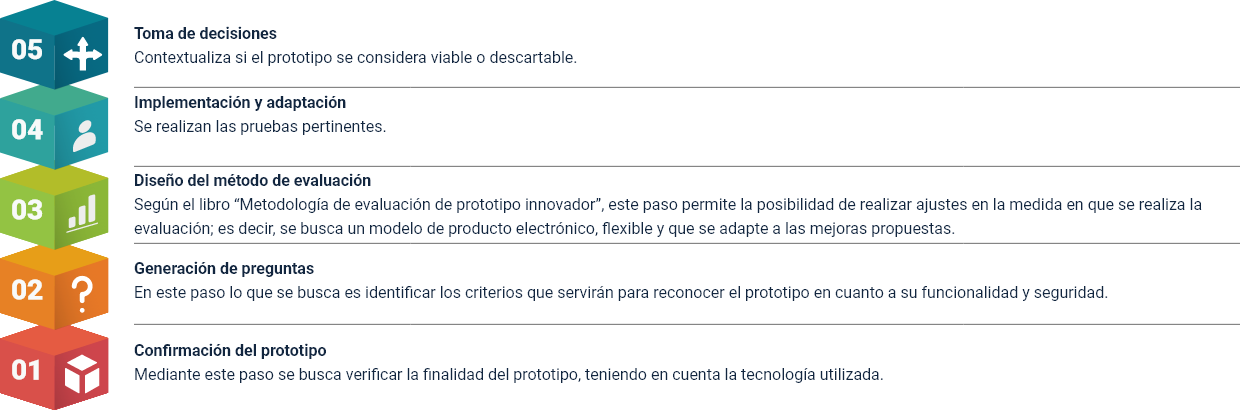 05
Toma de decisiones
Contextualiza si el prototipo se considera viable o descartable.
04
Implementación y adaptación
Se realizan las pruebas pertinentes.
03
Diseño del método de evaluación
Según el libro “Metodología de evaluación de prototipo innovador”, este paso permite la posibilidad de realizar ajustes en la medida en que se realiza la
evaluación; es decir, se busca un modelo de producto electrónico, flexible y que se adapte a las mejoras propuestas.
02
Generación de preguntas
En este paso lo que se busca es identificar los criterios que servirán para reconocer el prototipo en cuanto a su funcionalidad y seguridad.
01
Confirmación del prototipo
Mediante este paso se busca verificar la finalidad del prototipo, teniendo en cuenta la tecnología utilizada.